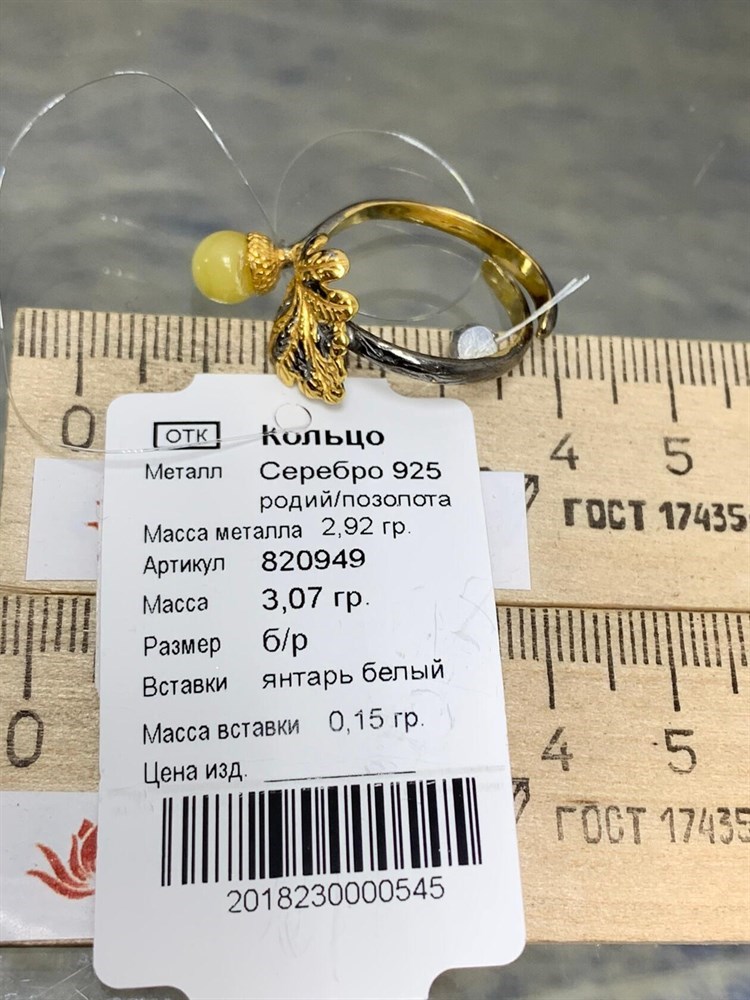 ОТК Кольцо
Металл Серебро 925
родий/позолота
Масса металла 2,92 гр.
Артикул 820949
Масса 3,07 гр.
Размер б/р
Вставки янтарь белый
Масса вставки 0,15 гр.
Цена изд.
2018230000545
0 4 5
ГОСТ 17435
0 4 5
ГОСТ 17435